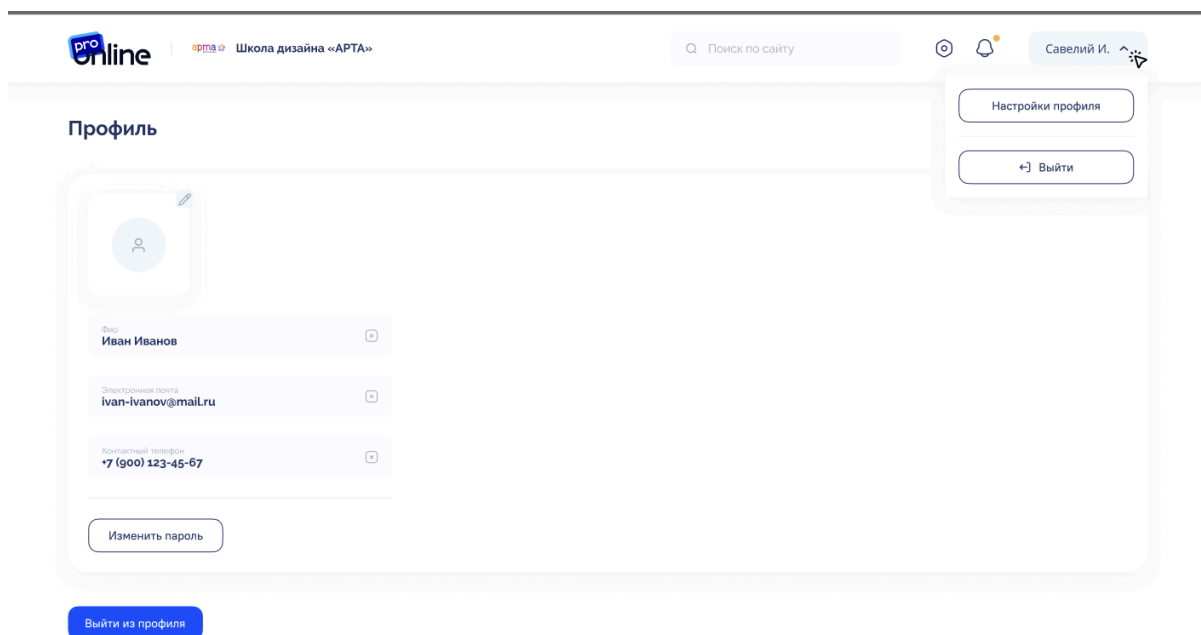 pro
online
арта Школа дизайна «АРТА»
Поиск по сайту
Савелий И.
Настройки профиля
Выйти
Профиль
Фио
Иван Иванов
Электронная почта
ivan-ivanov@mail.ru
Контактный телефон
+7 (900) 123-45-67
Изменить пароль
Выйти из профиля